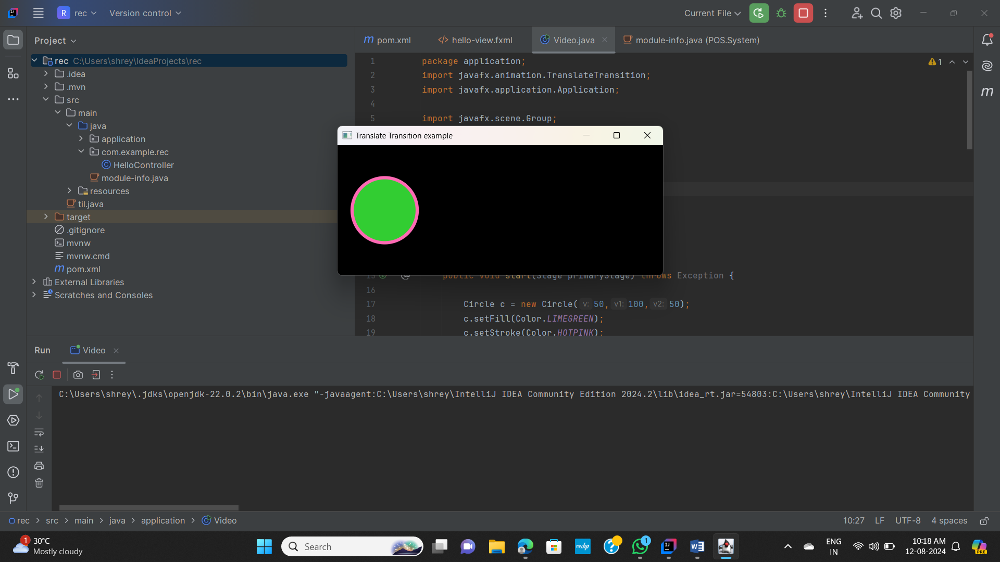 R rec Version control Current File
Project
pom.xml hello-view.fxml Video.java module-info.java (POS.System)
rec C:\Users\shrey\IdeaProjects\rec
.idea
.mvn
src
main
java
application
com.example.rec
HelloController
module-info.java
resources
til.java
target
.gitignore
mvnw
mvnw.cmd
pom.xml
External Libraries
Scratches and Consoles
1 package application;
2 import javafx.animation.TranslateTransition;
3 import javafx.application.Application;
4
5 import javafx.scene.Group;
1
Translate Transition example
15 public void start(Stage primaryStage) throws Exception {
16
17 Circle c = new Circle( v: 50, v1: 100, v2: 50);
18 c.setFill(Color.LIMEGREEN);
19 c.setStroke(Color.HOTPINK);
Run Video
C:\Users\shrey\.jdks\openjdk-22.0.2\bin\java.exe "-javaagent:C:\Users\shrey\IntelliJ IDEA Community Edition 2024.2\lib\idea_rt.jar=54803:C:\Users\shrey\IntelliJ IDEA Community
rec > src > main > java > application > Video 10:27 LF UTF-8 4 spaces
1 30°C
Mostly cloudy
Search
myhp
1
ENG
IN
10:18 AM
12-08-2024
PRE